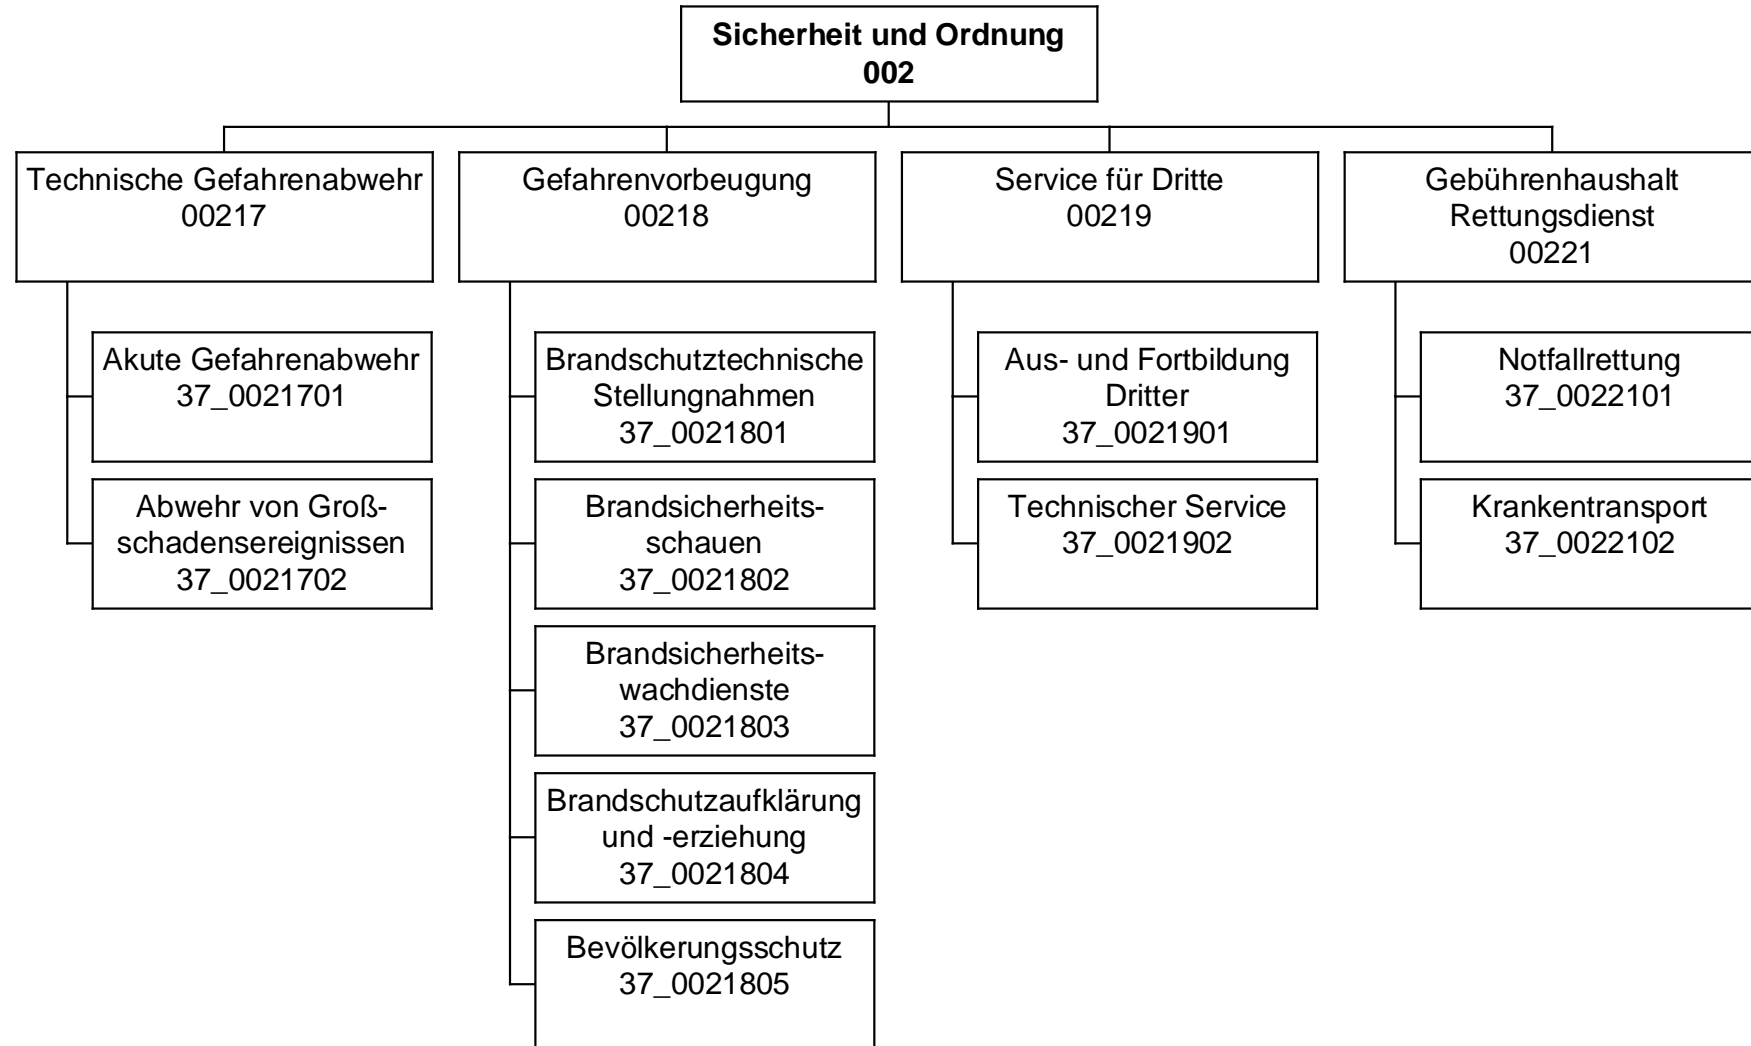 Sicherheit und Ordnung
002
Technische Gefahrenabwehr
00217
Gefahrenvorbeugung
00218
Service für Dritte
00219
Gebührenhaushalt
Rettungsdienst
00221
Akute Gefahrenabwehr
37_0021701
Abwehr von Groß-
schadensereignissen
37_0021702
Brandschutztechnische
Stellungnahmen
37_0021801
Brandsicherheits-
schauen
37_0021802
Brandsicherheits-
wachdienste
37_0021803
Brandschutzaufklärung
und -erziehung
37_0021804
Bevölkerungsschutz
37_0021805
Aus- und Fortbildung
Dritter
37_0021901
Technischer Service
37_0021902
Notfallrettung
37_0022101
Krankentransport
37_0022102